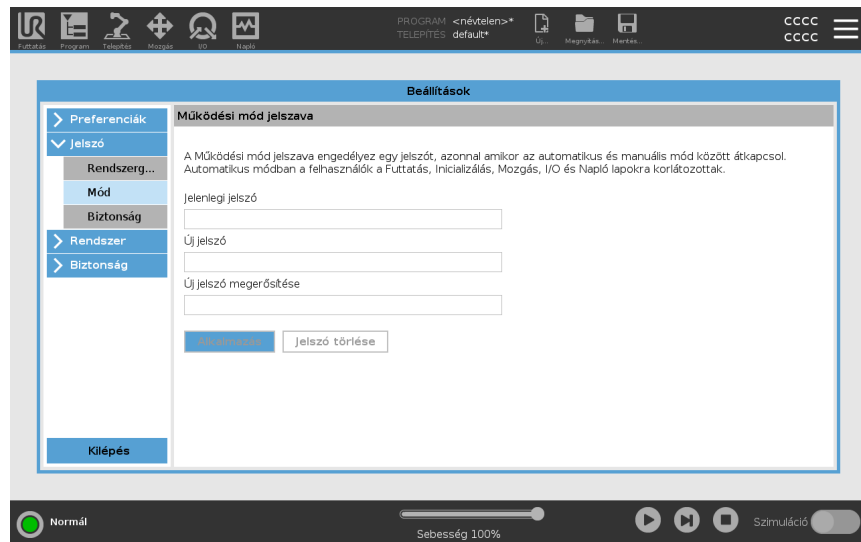 PROGRAM <névtelen>*
TELEPÍTÉS default*
cccc
cccc
Futtatás Program Telepítés Mozgás I/O Napló Új... Megnyitás... Mentés...
Beállítások
Preferenciák
Jelszó
Rendszerg...
Mód
Biztonság
Rendszer
Biztonság
Kilépés
Működési mód jelszava
A Működési mód jelszava engedélyez egy jelszót, azonnal amikor az automatikus és manuális mód között átkapcsol.
Automatikus módban a felhasználók a Futtatás, Inicializálás, Mozgás, I/O és Napló lapokra korlátozottak.
Jelenlegi jelszó
Új jelszó
Új jelszó megerősítése
Alkalmazás Jelszó törlése
Normál
Sebesség 100%
Szimuláció